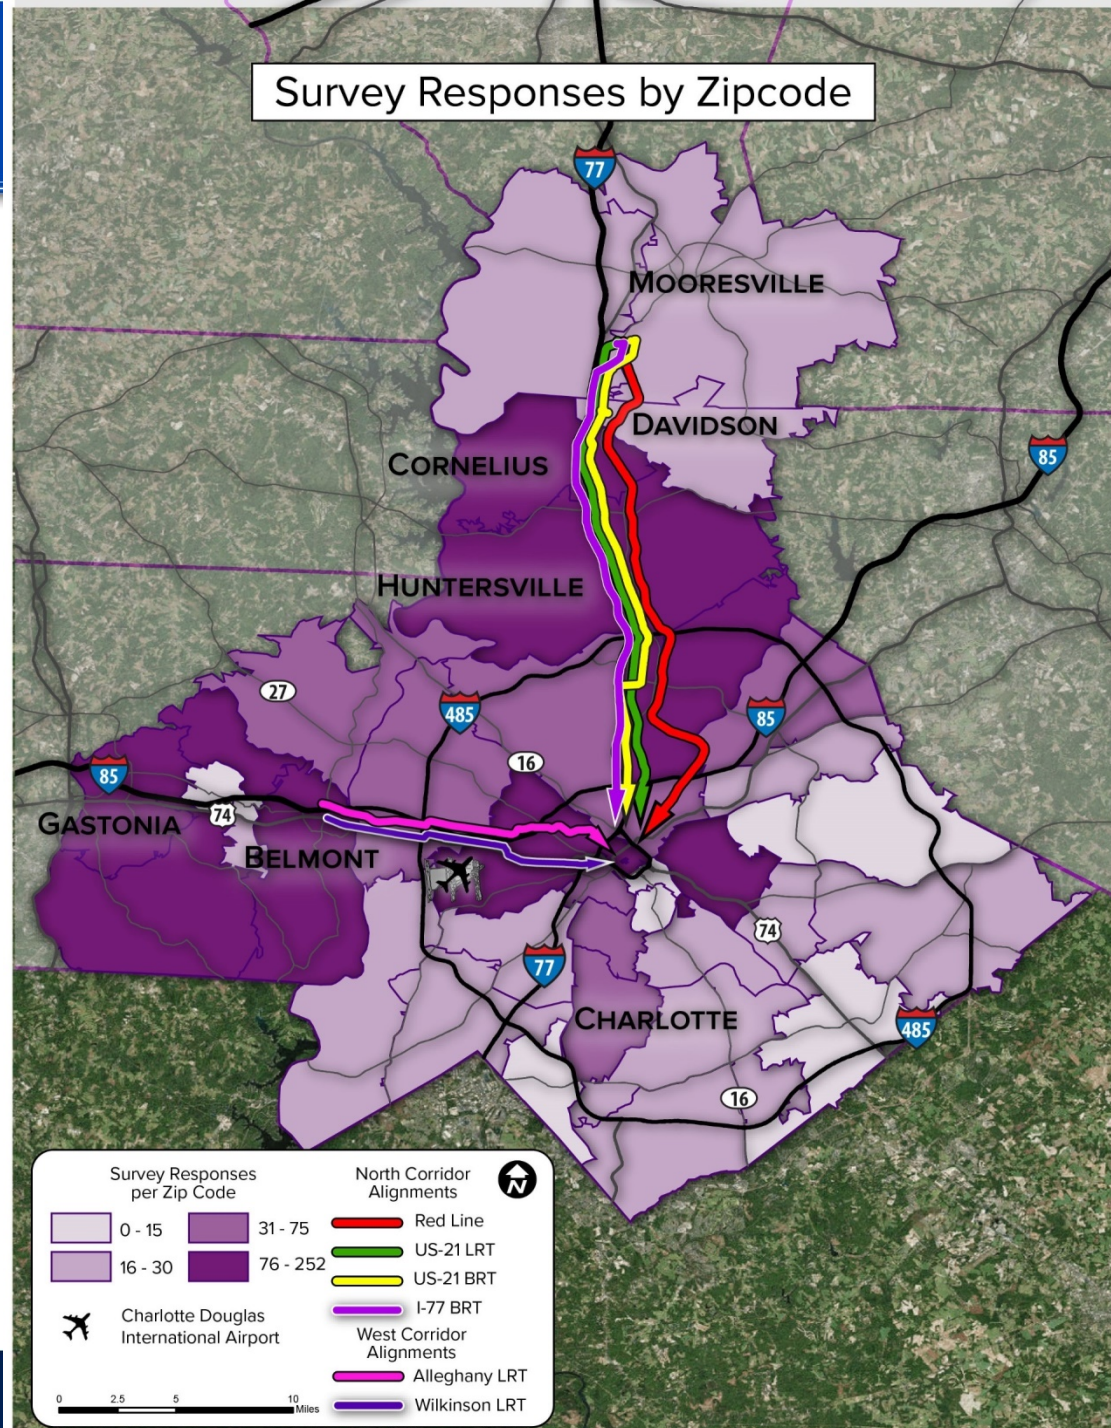 Survey Responses by Zipcode
77
MOORESVILLE
DAVIDSON
CORNELIUS
85
HUNTERSVILLE
27
485
85
16
85
74
GASTONIA
BELMONT
74
77
CHARLOTTE
485
16
Survey Responses
per Zip Code
0 - 15
31 - 75
16 - 30
76 - 252
Charlotte Douglas
International Airport
0 2.5 5 10
Miles
North Corridor
Alignments
N
Red Line
US-21 LRT
US-21 BRT
I-77 BRT
West Corridor
Alignments
Alleghany LRT
Wilkinson LRT